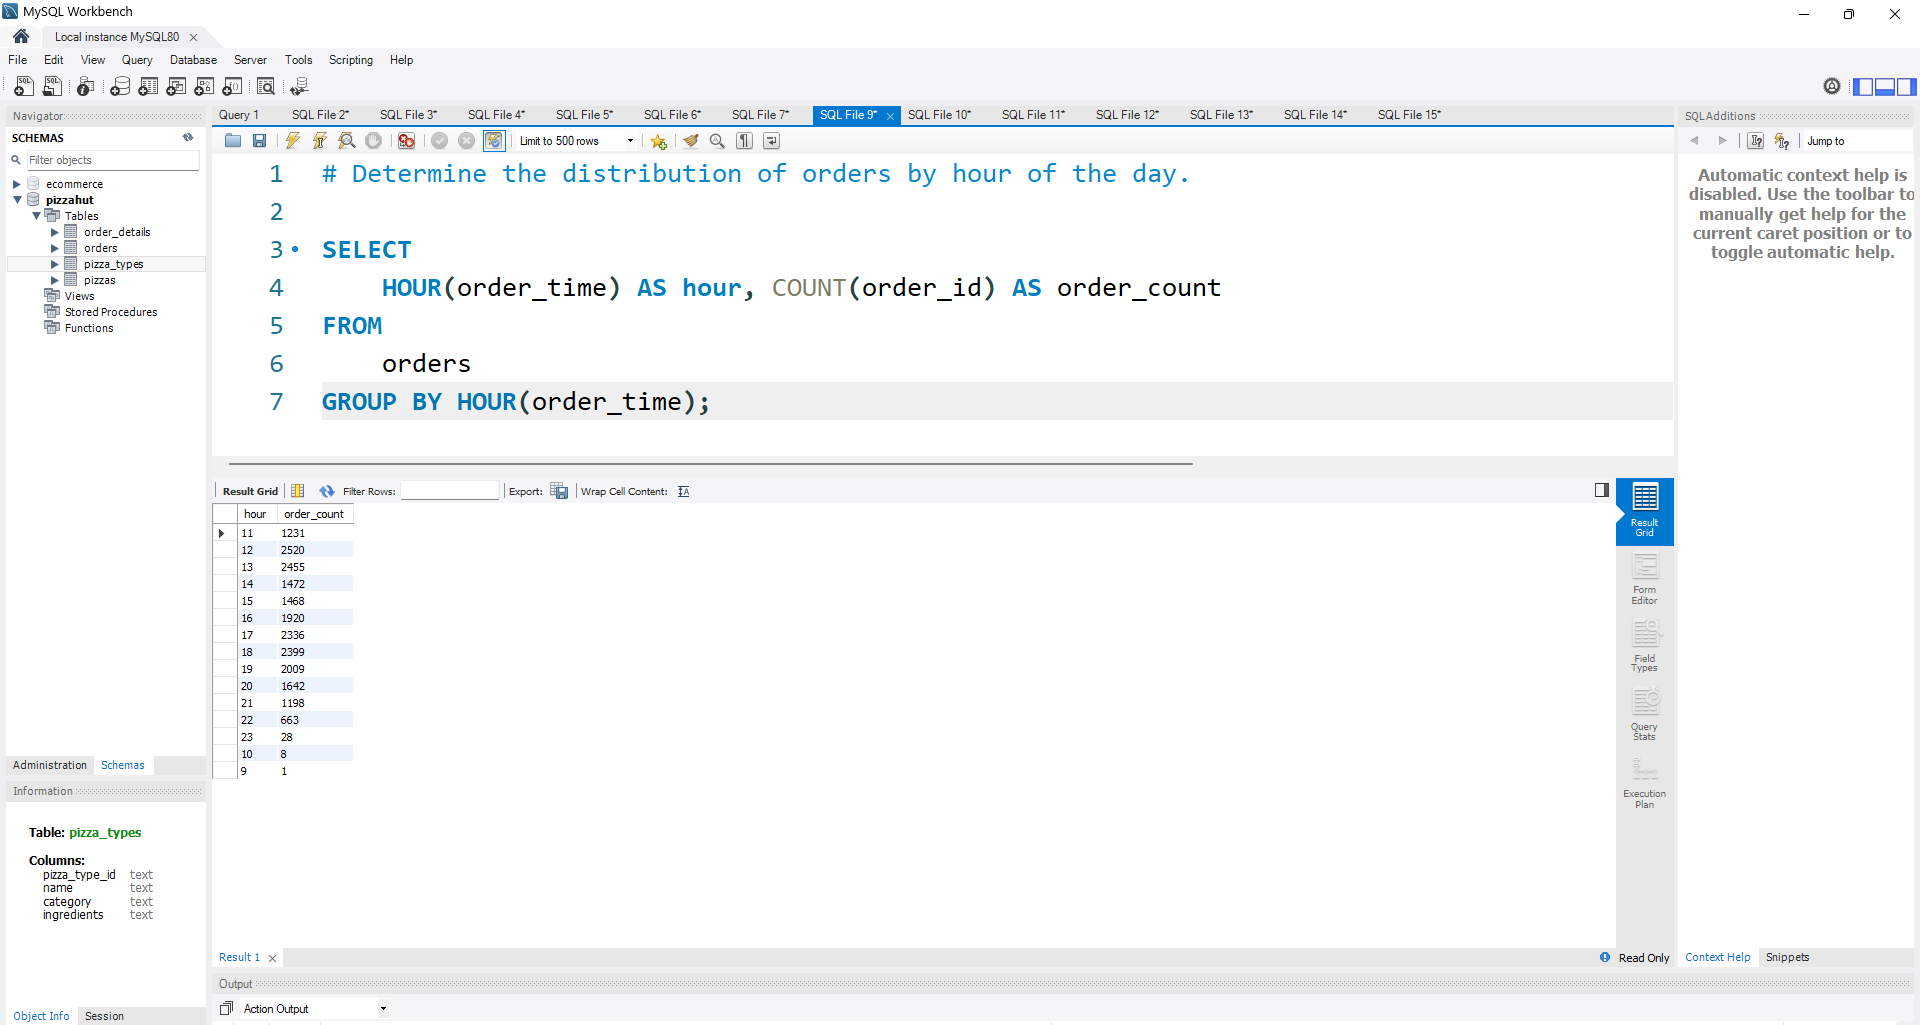 MySQL Workbench
Local instance MySQL80
File Edit View Query Database Server Tools Scripting Help
Navigator
SCHEMAS
Filter objects
ecommerce
pizzahut
Tables
order_details
orders
pizza_types
pizzas
Views
Stored Procedures
Functions
Administration Schemas
Information
Table: pizza_types
Columns:
pizza_type_id text
name text
category text
ingredients text
Object Info Session
Query 1 SQL File 2* SQL File 3* SQL File 4* SQL File 5* SQL File 6* SQL File 7* SQL File 9* SQL File 10* SQL File 11* SQL File 12* SQL File 13* SQL File 14* SQL File 15*
Limit to 500 rows
1 # Determine the distribution of orders by hour of the day.
2
3 SELECT
4 HOUR(order_time) AS hour, COUNT(order_id) AS order_count
5 FROM
6 orders
7 GROUP BY HOUR(order_time);
Result Grid Filter Rows: Export: Wrap Cell Content:
hour order_count
11 1231
12 2520
13 2455
14 1472
15 1468
16 1920
17 2336
18 2399
19 2009
20 1642
21 1198
22 663
23 28
10 8
9 1
Result
Grid
Form
Editor
Field
Types
Query
Stats
Execution
Plan
Result 1
Read Only
Output
Action Output
SQLAdditions
Jump to
Automatic context help is
disabled. Use the toolbar to
manually get help for the
current caret position or to
toggle automatic help.
Context Help Snippets